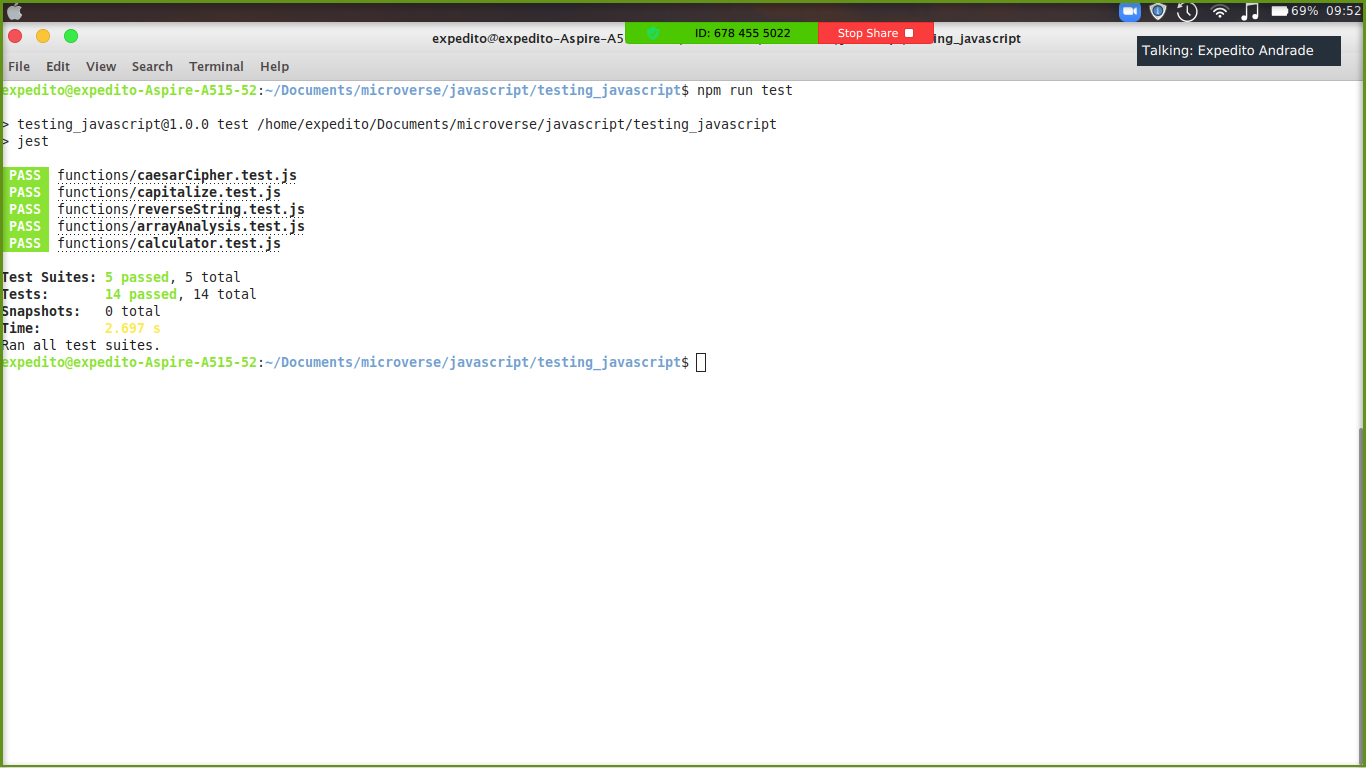 69% 09:52
expedito@expedito-Aspire-A5 ng_javascript
ID: 678 455 5022 Stop Share
Talking: Expedito Andrade
File Edit View Search Terminal Help
expedito@expedito-Aspire-A515-52:~/Documents/microverse/javascript/testing_javascript$ npm run test
> testing_javascript@1.0.0 test /home/expedito/Documents/microverse/javascript/testing_javascript
> jest
PASS functions/caesarCipher.test.js
PASS functions/capitalize.test.js
PASS functions/reverseString.test.js
PASS functions/arrayAnalysis.test.js
PASS functions/calculator.test.js
Test Suites: 5 passed, 5 total
Tests: 14 passed, 14 total
Snapshots: 0 total
Time: 2.697 s
Ran all test suites.
expedito@expedito-Aspire-A515-52:~/Documents/microverse/javascript/testing_javascript$